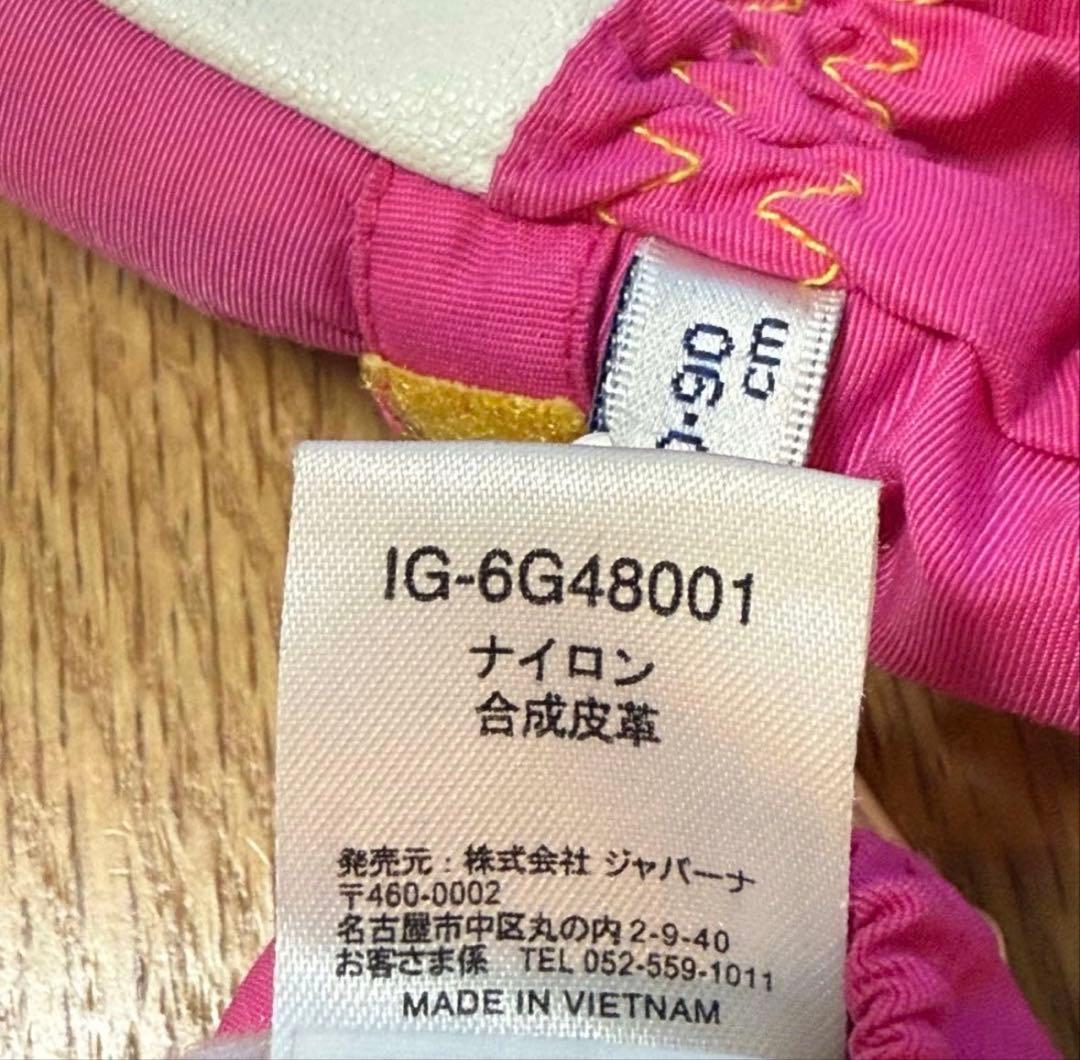 90
cm
IG-6G48001
ナイロン
合成皮革
発売元：株式会社 ジャパーナ
〒460-0002
名古屋市中区丸の内2-9-40
お客さま係 TEL 052-559-1011
MADE IN VIETNAM